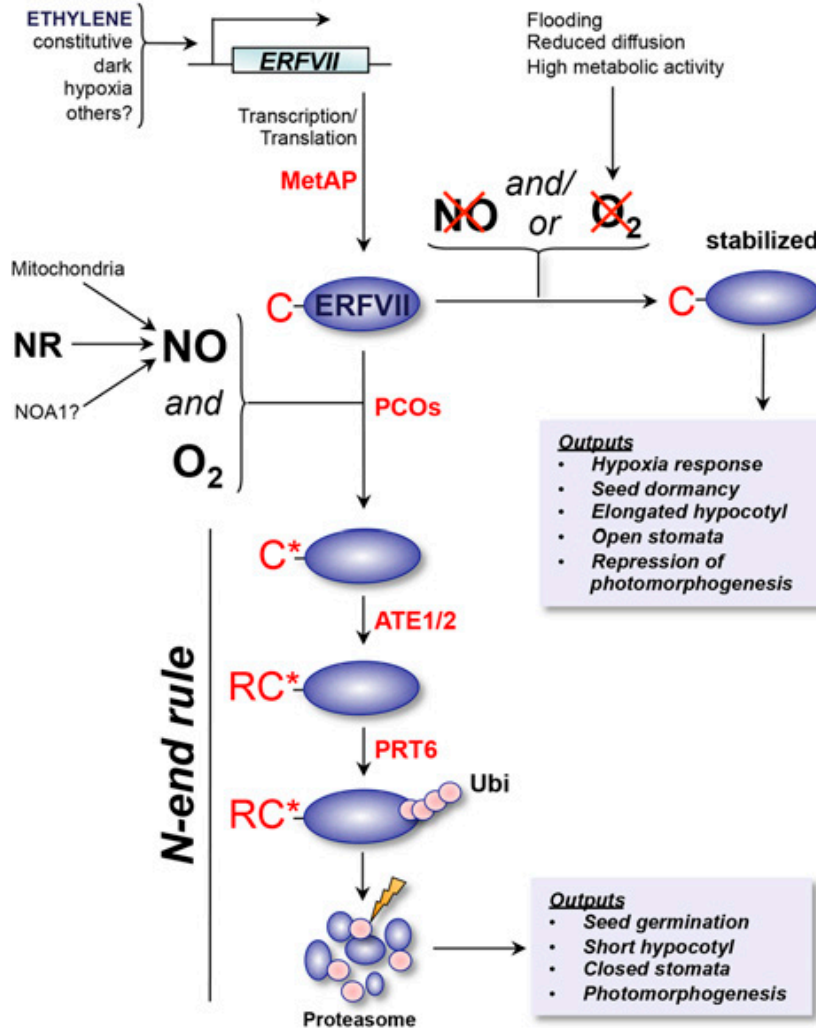 ETHYLENE
constitutive
dark
hypoxia
others?
ERFVII
Flooding
Reduced diffusion
High metabolic activity
Transcription/
Translation
MetAP
NO
and/
or
O2
stabilized
C
ERFVII
C
Mitochondria
NR
NO
NOA1?
and
O2
PCOs
Outputs
• Hypoxia response
• Seed dormancy
• Elongated hypocotyl
• Open stomata
• Repression of
photomorphogenesis
N-end rule
C*
ATE1/2
RC*
PRT6
RC*
Ubi
Proteasome
Outputs
• Seed germination
• Short hypocotyl
• Closed stomata
• Photomorphogenesis